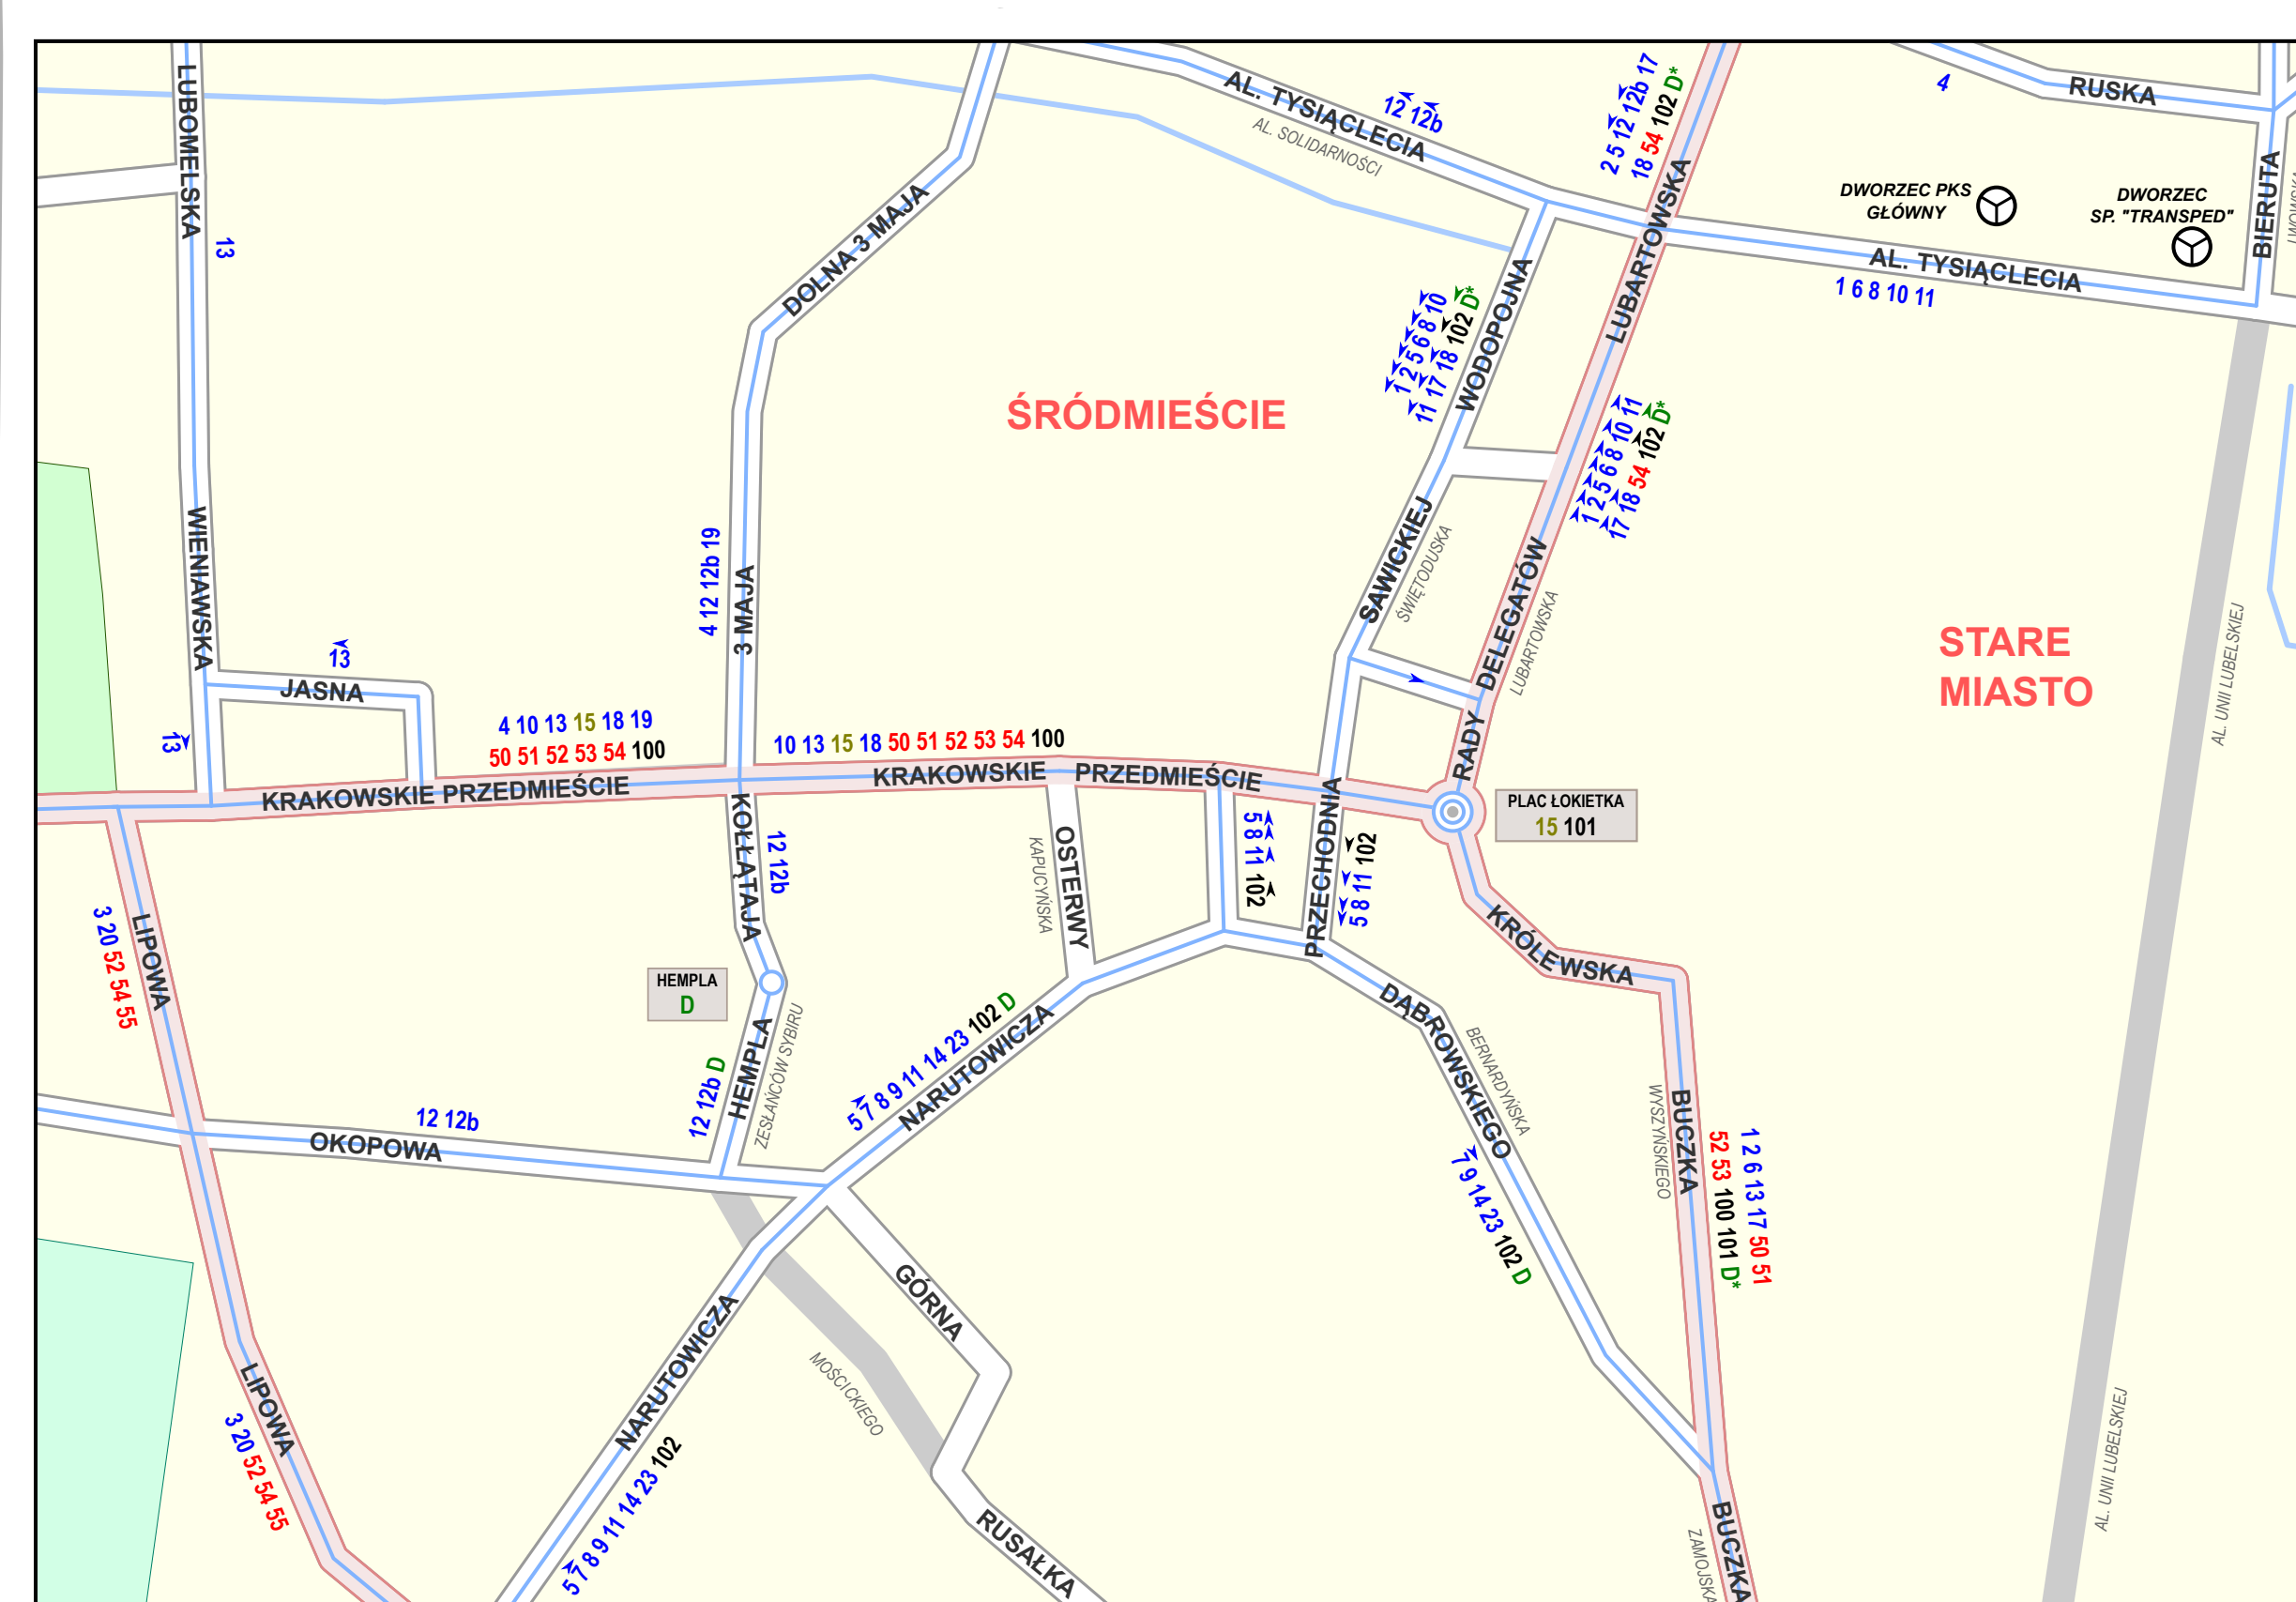 LUBOMELSKA
13
AL. TYSIĄCLECIA
12 12b
AL. SOLIDARNOŚCI
2 5 12 12b 17
18 54 102 D*
4
RUSKA
BIERUTA
DWORZEC PKS
GŁÓWNY
DWORZEC
SP. "TRANSPED"
AL. TYSIĄCLECIA
1 6 8 10 11
DOLNA 3 MAJA
LUBARTOWSKA
WODOPOJNA
1 2 5 6 8 10
11 17 18 102 D*
ŚRÓDMIEŚCIE
1 2 5 6 8 10 11
17 18 54 102 D*
WIENIAWSKA
4 12 12b 19
3 MAJA
SAWICKIEJ
ŚWIĘTODUSKA
RADY DELEGATÓW
LUBARTOWSKA
STARE
MIASTO
AL. UNII LUBELSKIEJ
13
JASNA
13
4 10 13 15 18 19
50 51 52 53 54 100
10 13 15 18 50 51 52 53 54 100
KRAKOWSKIE PRZEDMIEŚCIE
KRAKOWSKIE PRZEDMIEŚCIE
PLAC ŁOKIETKA
15 101
KOŁŁĄTAJA
12 12b
OSTERWY
KAPUCYŃSKA
5 8 11 102
PRZECHODNIA
5 8 11 102
LIPOWA
3 20 52 54 55
KRÓLEWSKA
HEMPLA
D
HEMPLA
12 12b D
ZESŁAŃCÓW SYBIRU
5 7 8 9 11 14 23 102 D
NARUTOWICZA
DĄBROWSKIEGO
BERNARDYŃSKA
7 9 14 23 102 D
BUCZKA
WYSZYŃSKIEGO
1 2 6 13 17 50 51
52 53 100 101 D*
12 12b
OKOPOWA
GÓRNA
MOŚCICKIEGO
NARUTOWICZA
5 7 8 9 11 14 23 102
LIPOWA
3 20 52 54 55
RUSAŁKA
BUCZKA
ZAMOJSKA
AL. UNII LUBELSKIEJ